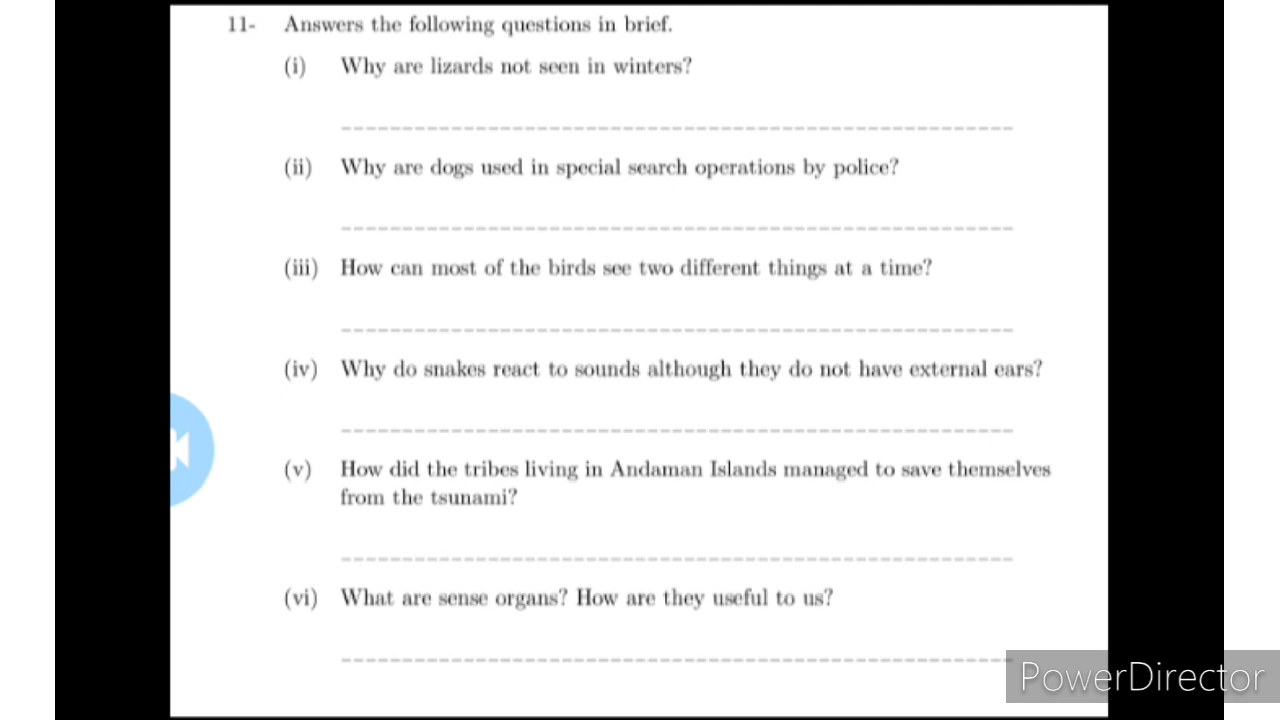 11- Answers the following questions in brief.
(i) Why are lizards not seen in winters?
(ii) Why are dogs used in special search operations by police?
(iii) How can most of the birds see two different things at a time?
(iv) Why do snakes react to sounds although they do not have external ears?
(v) How did the tribes living in Andaman Islands managed to save themselves
from the tsunami?
(vi) What are sense organs? How are they useful to us?
PowerDirector